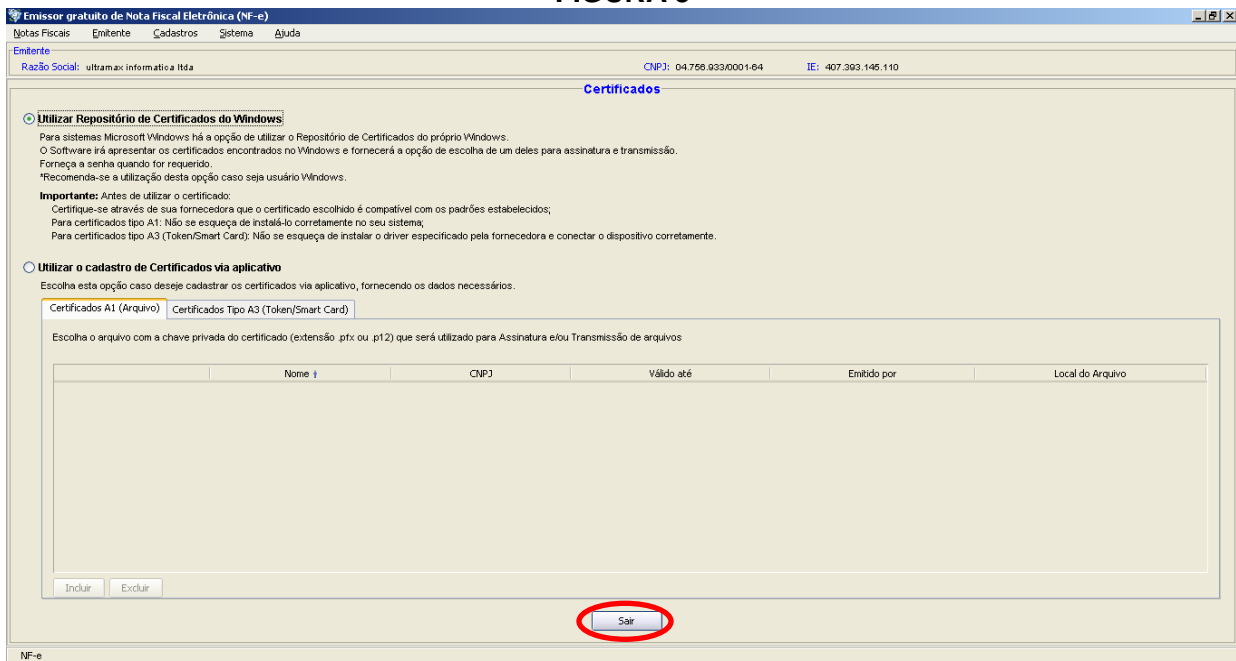 Emissor gratuito de Nota Fiscal Eletrônica (NF-e)
Notas Fiscais Emitente Cadastros Sistema Ajuda
Emitente
Razão Social: ultramax informatica ltda CNPJ: 04.756.933/0001-64 IE: 407.393.145.110
Certificados
Utilizar Repositório de Certificados do Windows
Para sistemas Microsoft Windows há a opção de utilizar o Repositório de Certificados do próprio Windows.
O Software irá apresentar os certificados encontrados no Windows e fornecerá a opção de escolha de um deles para assinatura e transmissão.
Forneça a senha quando for requerido.
*Recomenda-se a utilização desta opção caso seja usuário Windows.
Importante: Antes de utilizar o certificado:
Certifique-se através de sua fornecedora que o certificado escolhido é compatível com os padrões estabelecidos;
Para certificados tipo A1: Não se esqueça de instalá-lo corretamente no seu sistema;
Para certificados tipo A3 (Token/Smart Card): Não se esqueça de instalar o driver especificado pela fornecedora e conectar o dispositivo corretamente.
Utilizar o cadastro de Certificados via aplicativo
Escolha esta opção caso deseje cadastrar os certificados via aplicativo, fornecendo os dados necessários.
Certificados A1 (Arquivo) Certificados Tipo A3 (Token/Smart Card)
Escolha o arquivo com a chave privada do certificado (extensão .pfx ou .p12) que será utilizado para Assinatura e/ou Transmissão de arquivos
Nome CNPJ Válido até Emitido por Local do Arquivo
Incluir Excluir
Sair
NF-e